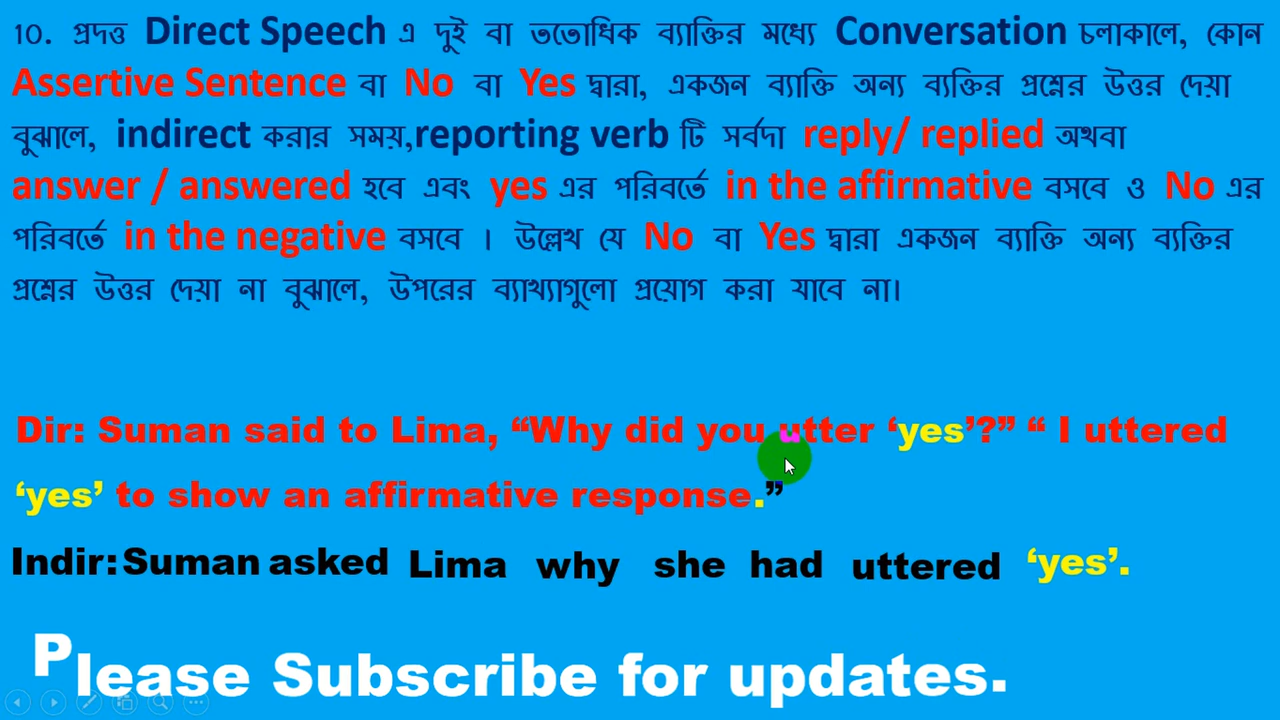 10. প্রদত্ত Direct Speech এ দুই বা ততোধিক ব্যাক্তির মধ্যে Conversation চলাকালে, কোন
Assertive Sentence বা No বা Yes দ্বারা, একজন ব্যাক্তি অন্য ব্যক্তির প্রশ্নের উত্তর দেয়া
বুঝালে, indirect করার সময়,reporting verb টি সর্বদা reply/ replied অথবা
answer / answered হবে এবং yes এর পরিবর্তে in the affirmative বসবে ও No এর
পরিবর্তে in the negative বসবে । উল্লেখ যে No বা Yes দ্বারা একজন ব্যাক্তি অন্য ব্যক্তির
প্রশ্নের উত্তর দেয়া না বুঝালে, উপরের ব্যাখ্যাগুলো প্রয়োগ করা যাবে না।
Dir: Suman said to Lima, “Why did you utter ‘yes’?” “ I uttered
‘yes’ to show an affirmative response.”
Indir: Suman asked Lima why she had uttered ‘yes’.
Please Subscribe for updates.